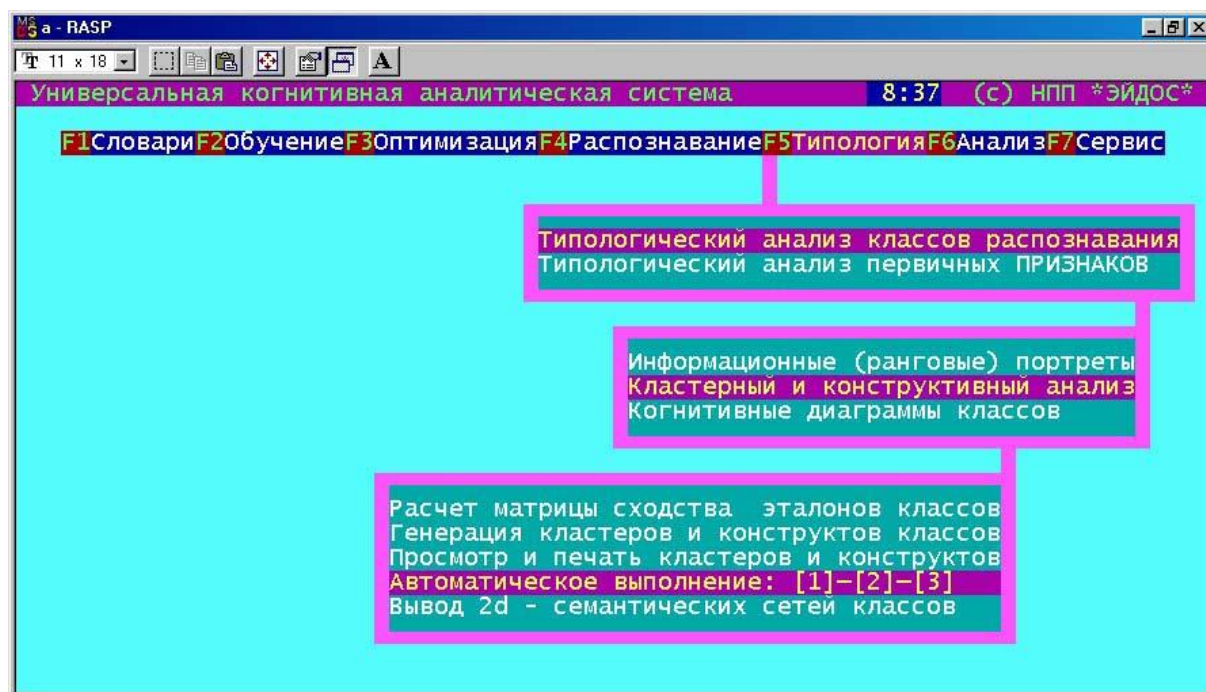 MS DOS a - RASP
Tr 11 x 18 A
Универсальная когнитивная аналитическая система 8:37 (с) НПП *ЭЙДОС*
F1Словари F2Обучение F3Оптимизация F4Распознавание F5Типология F6Анализ F7Сервис
Типологический анализ классов распознавания
Типологический анализ первичных ПРИЗНАКОВ
Информационные (ранговые) портреты
Кластерный и конструктивный анализ
Когнитивные диаграммы классов
Расчет матрицы сходства эталонов классов
Генерация кластеров и конструктов классов
Просмотр и печать кластеров и конструктов
Автоматическое выполнение: [1]—[2]—[3]
Вывод 2d - семантических сетей классов